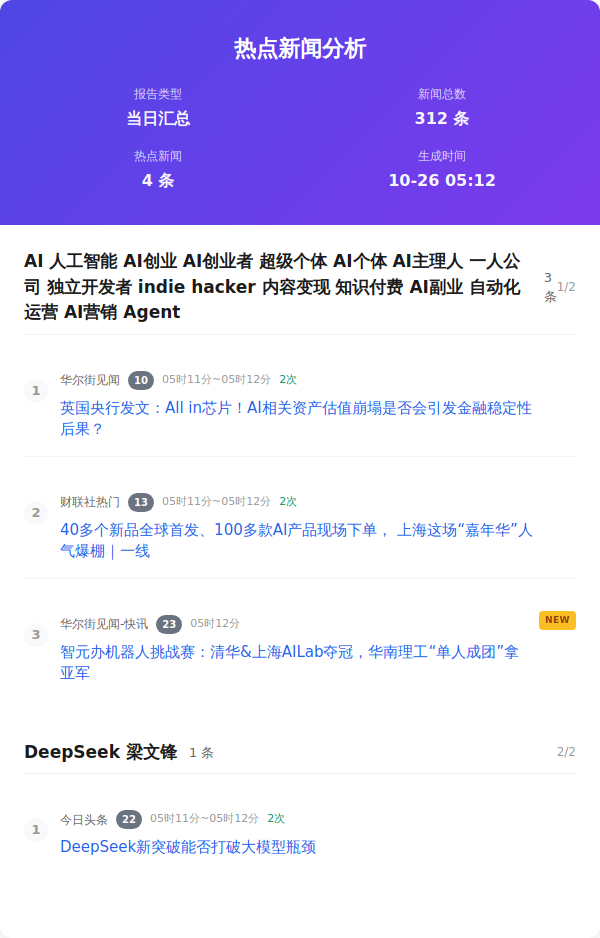 热点新闻分析
报告类型
新闻总数
当日汇总
312 条
热点新闻
生成时间
4 条
10-26 05:12
AI 人工智能 AI创业 AI创业者 超级个体 AI个体 AI主理人 一人公
司 独立开发者 indie hacker 内容变现 知识付费 AI副业 自动化
运营 AI营销 Agent
3
条
1/2
1
华尔街见闻 10 05时11分~05时12分 2次
英国央行发文：All in芯片！AI相关资产估值崩塌是否会引发金融稳定性
后果？
2
财联社热门 13 05时11分~05时12分 2次
40多个新品全球首发、100多款AI产品现场下单， 上海这场“嘉年华”人
气爆棚｜一线
3
华尔街见闻-快讯 23 05时12分
NEW
智元办机器人挑战赛：清华&上海AILab夺冠，华南理工“单人成团”拿
亚军
DeepSeek 梁文锋 1 条
2/2
1
今日头条 22 05时11分~05时12分 2次
DeepSeek新突破能否打破大模型瓶颈